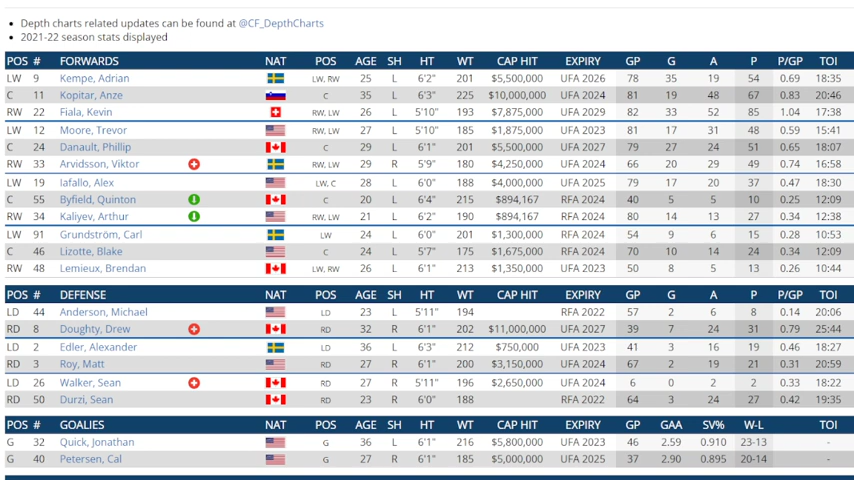 Depth charts related updates can be found at @CF_DepthCharts
2021-22 season stats displayed
POS # FORWARDS NAT POS AGE SH HT WT CAP HIT EXPIRY GP G A P P/GP TOI
LW 9 Kempe, Adrian LW, RW 25 L 6'2" 201 $5,500,000 UFA 2026 78 35 19 54 0.69 18:35
C 11 Kopitar, Anze C 35 L 6'3" 225 $10,000,000 UFA 2024 81 19 48 67 0.83 20:46
RW 22 Fiala, Kevin RW, LW 26 L 5'10" 193 $7,875,000 UFA 2029 82 33 52 85 1.04 17:38
LW 12 Moore, Trevor RW, LW 27 L 5'10" 185 $1,875,000 UFA 2023 81 17 31 48 0.59 15:41
C 24 Danault, Phillip C 29 L 6'1" 201 $5,500,000 UFA 2027 79 27 24 51 0.65 18:07
RW 33 Arvidsson, Viktor RW, LW 29 R 5'9" 180 $4,250,000 UFA 2024 66 20 29 49 0.74 16:58
LW 19 Iafallo, Alex LW, C 28 L 6'0" 188 $4,000,000 UFA 2025 79 17 20 37 0.47 18:30
C 55 Byfield, Quinton C 20 L 6'4" 215 $894,167 RFA 2024 40 5 5 10 0.25 12:09
RW 34 Kaliyev, Arthur RW, LW 21 L 6'2" 190 $894,167 RFA 2024 80 14 13 27 0.34 12:38
LW 91 Grundström, Carl LW 24 L 6'0" 201 $1,300,000 RFA 2024 54 9 6 15 0.28 10:53
C 46 Lizotte, Blake C 24 L 5'7" 175 $1,675,000 RFA 2024 70 10 14 24 0.34 12:09
RW 48 Lemieux, Brendan LW, RW 26 L 6'1" 213 $1,350,000 UFA 2023 50 8 5 13 0.26 10:44
POS # DEFENSE NAT POS AGE SH HT WT CAP HIT EXPIRY GP G A P P/GP TOI
LD 44 Anderson, Michael LD 23 L 5'11" 194 RFA 2022 57 2 6 8 0.14 20:06
RD 8 Doughty, Drew RD 32 R 6'1" 202 $11,000,000 UFA 2027 39 7 24 31 0.79 25:44
LD 2 Edler, Alexander LD 36 L 6'3" 212 $750,000 UFA 2023 41 3 16 19 0.46 18:27
RD 3 Roy, Matt RD 27 R 6'1" 200 $3,150,000 UFA 2024 67 2 19 21 0.31 20:59
LD 26 Walker, Sean RD 27 R 5'11" 196 $2,650,000 UFA 2024 6 0 2 2 0.33 18:22
RD 50 Durzi, Sean RD 23 R 6'0" 188 RFA 2022 64 3 24 27 0.42 19:35
POS # GOALIES NAT POS AGE SH HT WT CAP HIT EXPIRY GP GAA SV% W-L TOI
G 32 Quick, Jonathan G 36 L 6'1" 216 $5,800,000 UFA 2023 46 2.59 0.910 23-13 -
G 40 Petersen, Cal G 27 R 6'1" 185 $5,000,000 UFA 2025 37 2.90 0.895 20-14 -